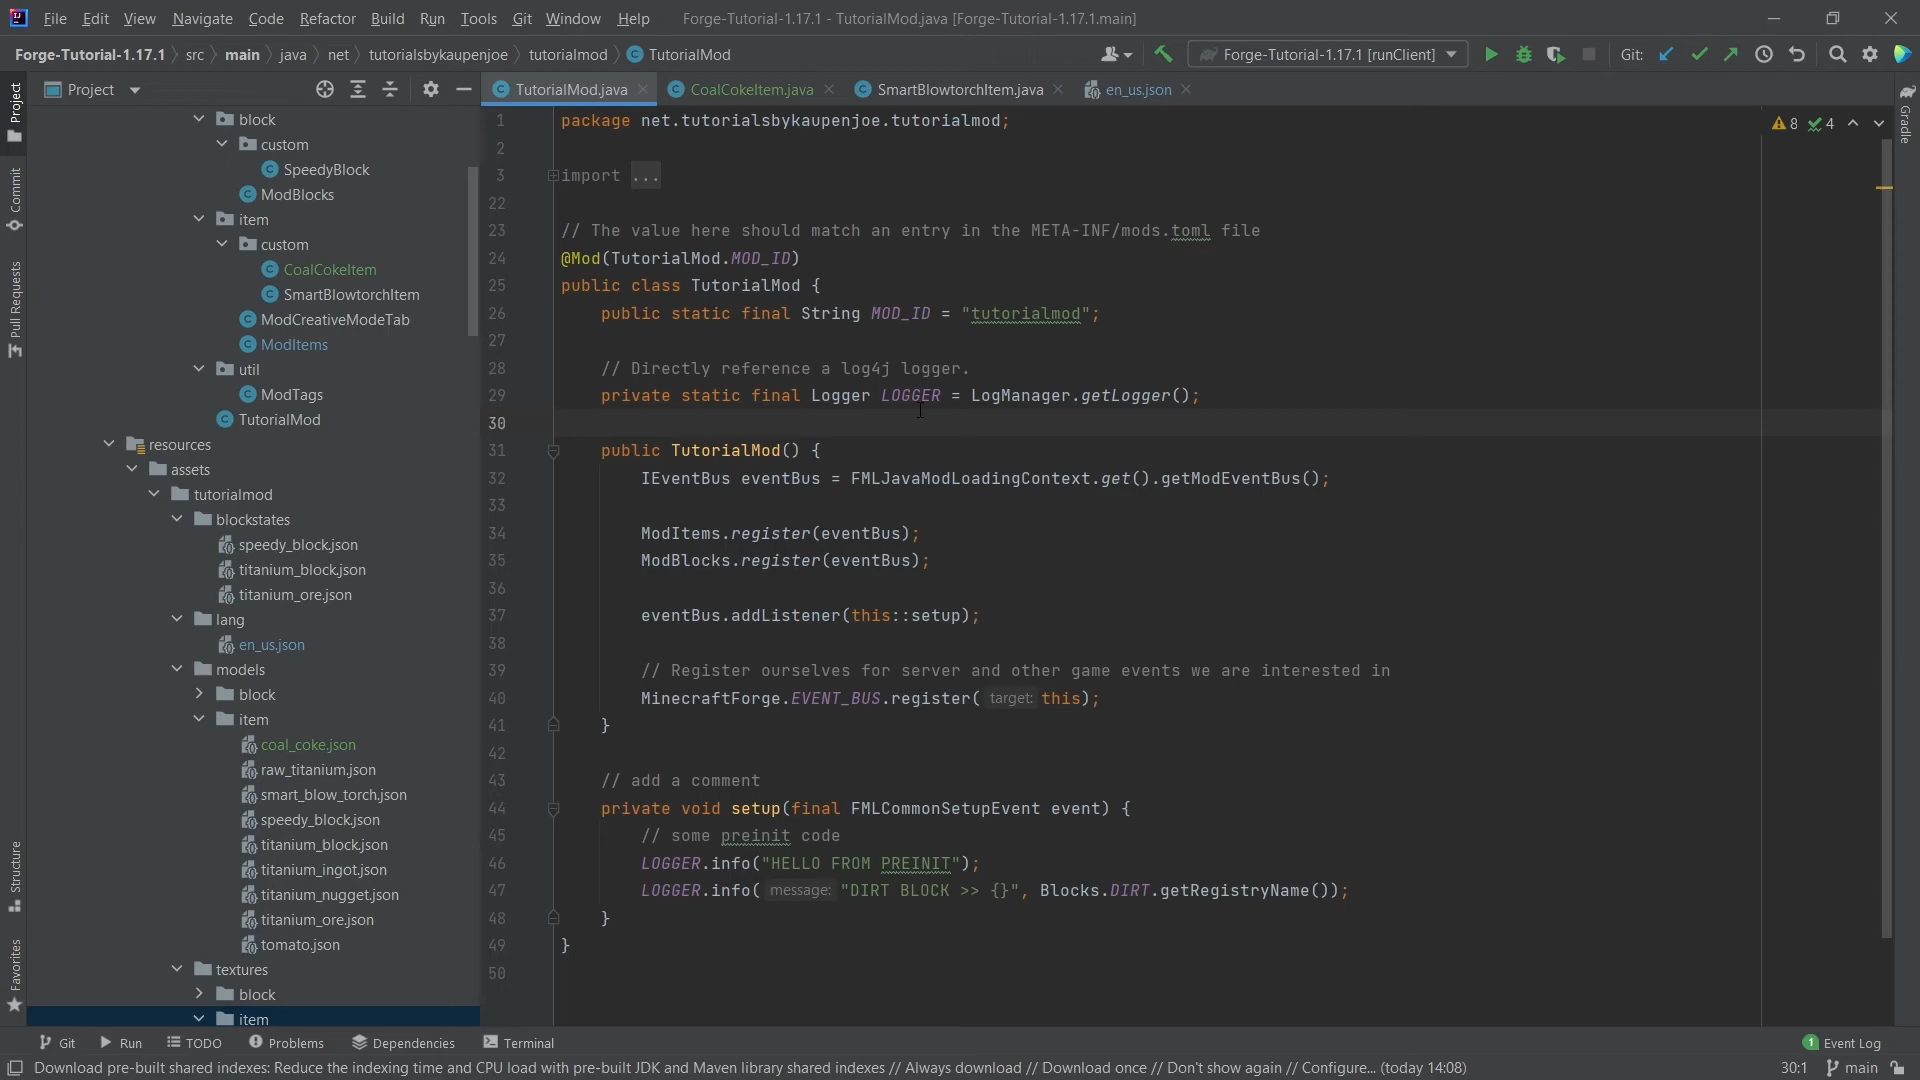 File Edit View Navigate Code Refactor Build Run Tools Git Window Help Forge-Tutorial-1.17.1 - TutorialMod.java [Forge-Tutorial-1.17.1.main]
Forge-Tutorial-1.17.1 src main java net tutorialsbykaupenjoe tutorialmod TutorialMod Forge-Tutorial-1.17.1 [runClient] Git:
Project
Commit
Pull Requests
Structure
Favorites
Project
block
custom
SpeedyBlock
ModBlocks
item
custom
CoalCokeItem
SmartBlowtorchItem
ModCreativeModeTab
ModItems
util
ModTags
TutorialMod
resources
assets
tutorialmod
blockstates
speedy_block.json
titanium_block.json
titanium_ore.json
lang
en_us.json
models
block
item
coal_coke.json
raw_titanium.json
smart_blow_torch.json
speedy_block.json
titanium_block.json
titanium_ingot.json
titanium_nugget.json
titanium_ore.json
tomato.json
textures
block
item
TutorialMod.java CoalCokeItem.java SmartBlowtorchItem.java en_us.json
8 4
Gradle
1 package net.tutorialsbykaupenjoe.tutorialmod;
2
3 import ...
22
23 // The value here should match an entry in the META-INF/mods.toml file
24 @Mod(TutorialMod.MOD_ID)
25 public class TutorialMod {
26 public static final String MOD_ID = "tutorialmod";
27
28 // Directly reference a log4j logger.
29 private static final Logger LOGGER = LogManager.getLogger();
30
31 public TutorialMod() {
32 IEventBus eventBus = FMLJavaModLoadingContext.get().getModEventBus();
33
34 ModItems.register(eventBus);
35 ModBlocks.register(eventBus);
36
37 eventBus.addListener(this::setup);
38
39 // Register ourselves for server and other game events we are interested in
40 MinecraftForge.EVENT_BUS.register( target: this);
41 }
42
43 // add a comment
44 private void setup(final FMLCommonSetupEvent event) {
45 // some preinit code
46 LOGGER.info("HELLO FROM PREINIT");
47 LOGGER.info( message: "DIRT BLOCK >> {}", Blocks.DIRT.getRegistryName());
48 }
49 }
50
Git Run TODO Problems Dependencies Terminal 1 Event Log
Download pre-built shared indexes: Reduce the indexing time and CPU load with pre-built JDK and Maven library shared indexes // Always download // Download once // Don't show again // Configure... (today 14:08) 30:1 main